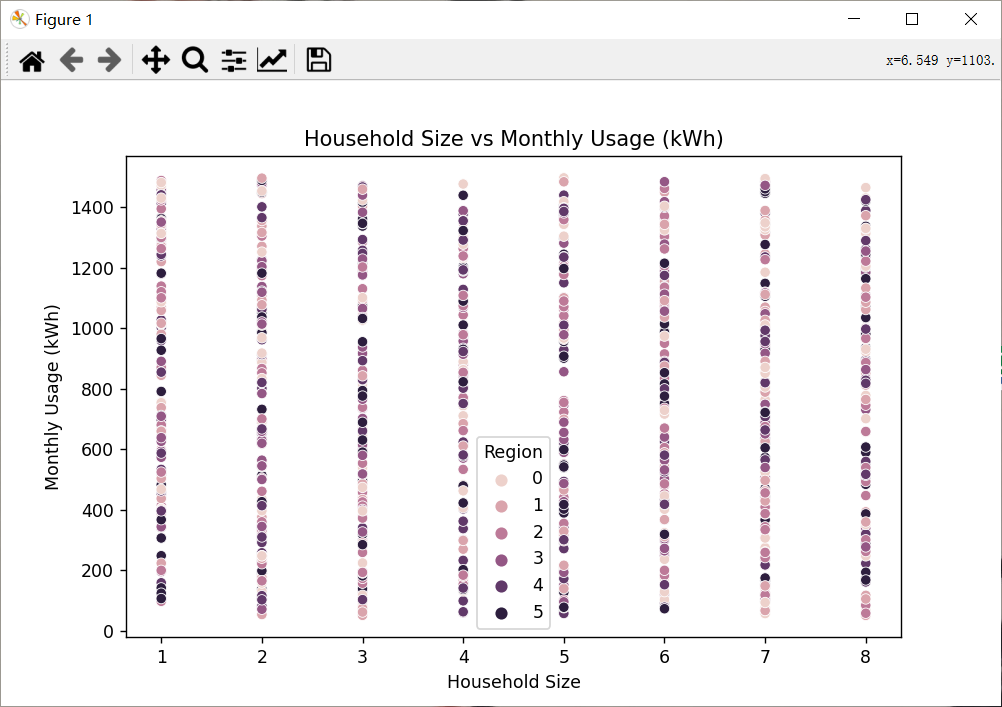 Figure 1
x=6.549 y=1103.
Household Size vs Monthly Usage (kWh)
Monthly Usage (kWh)
1400
1200
1000
800
600
400
200
0
Region
0
1
2
3
4
5
1 2 3 4 5 6 7 8
Household Size